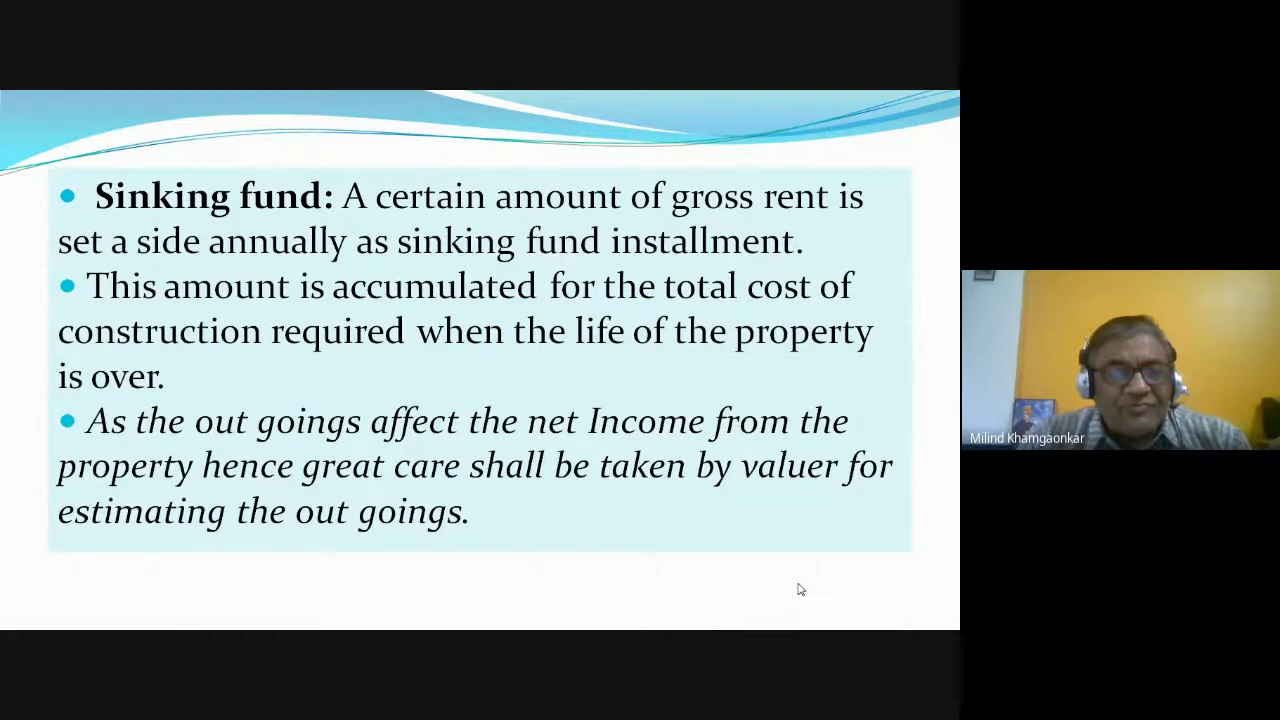 • Sinking fund: A certain amount of gross rent is
set a side annually as sinking fund installment.
• This amount is accumulated for the total cost of
construction required when the life of the property
is over.
• As the out goings affect the net Income from the
property hence great care shall be taken by valuer for
estimating the out goings.
Milind Khamgaonkar